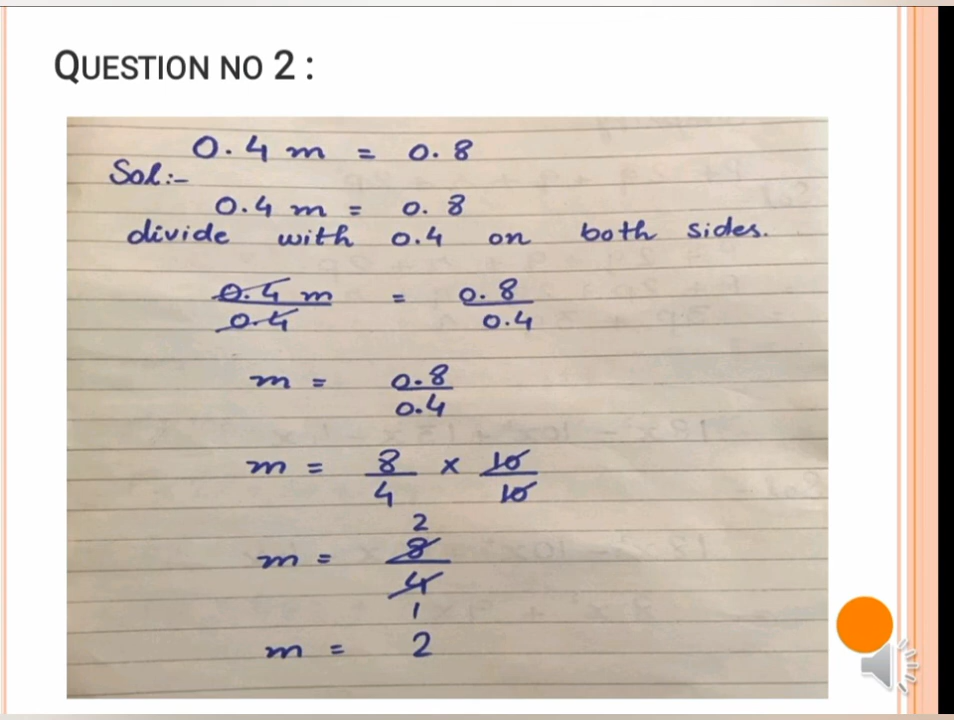 QUESTION NO 2 :
0.4 m = 0.8
Sol:-
0.4 m = 0.8
divide with 0.4 on both sides.
0.4 m / 0.4 = 0.8 / 0.4
m = 0.8 / 0.4
m = 8 / 4 × 10 / 10
2
m = 8 / 4
1
m = 2